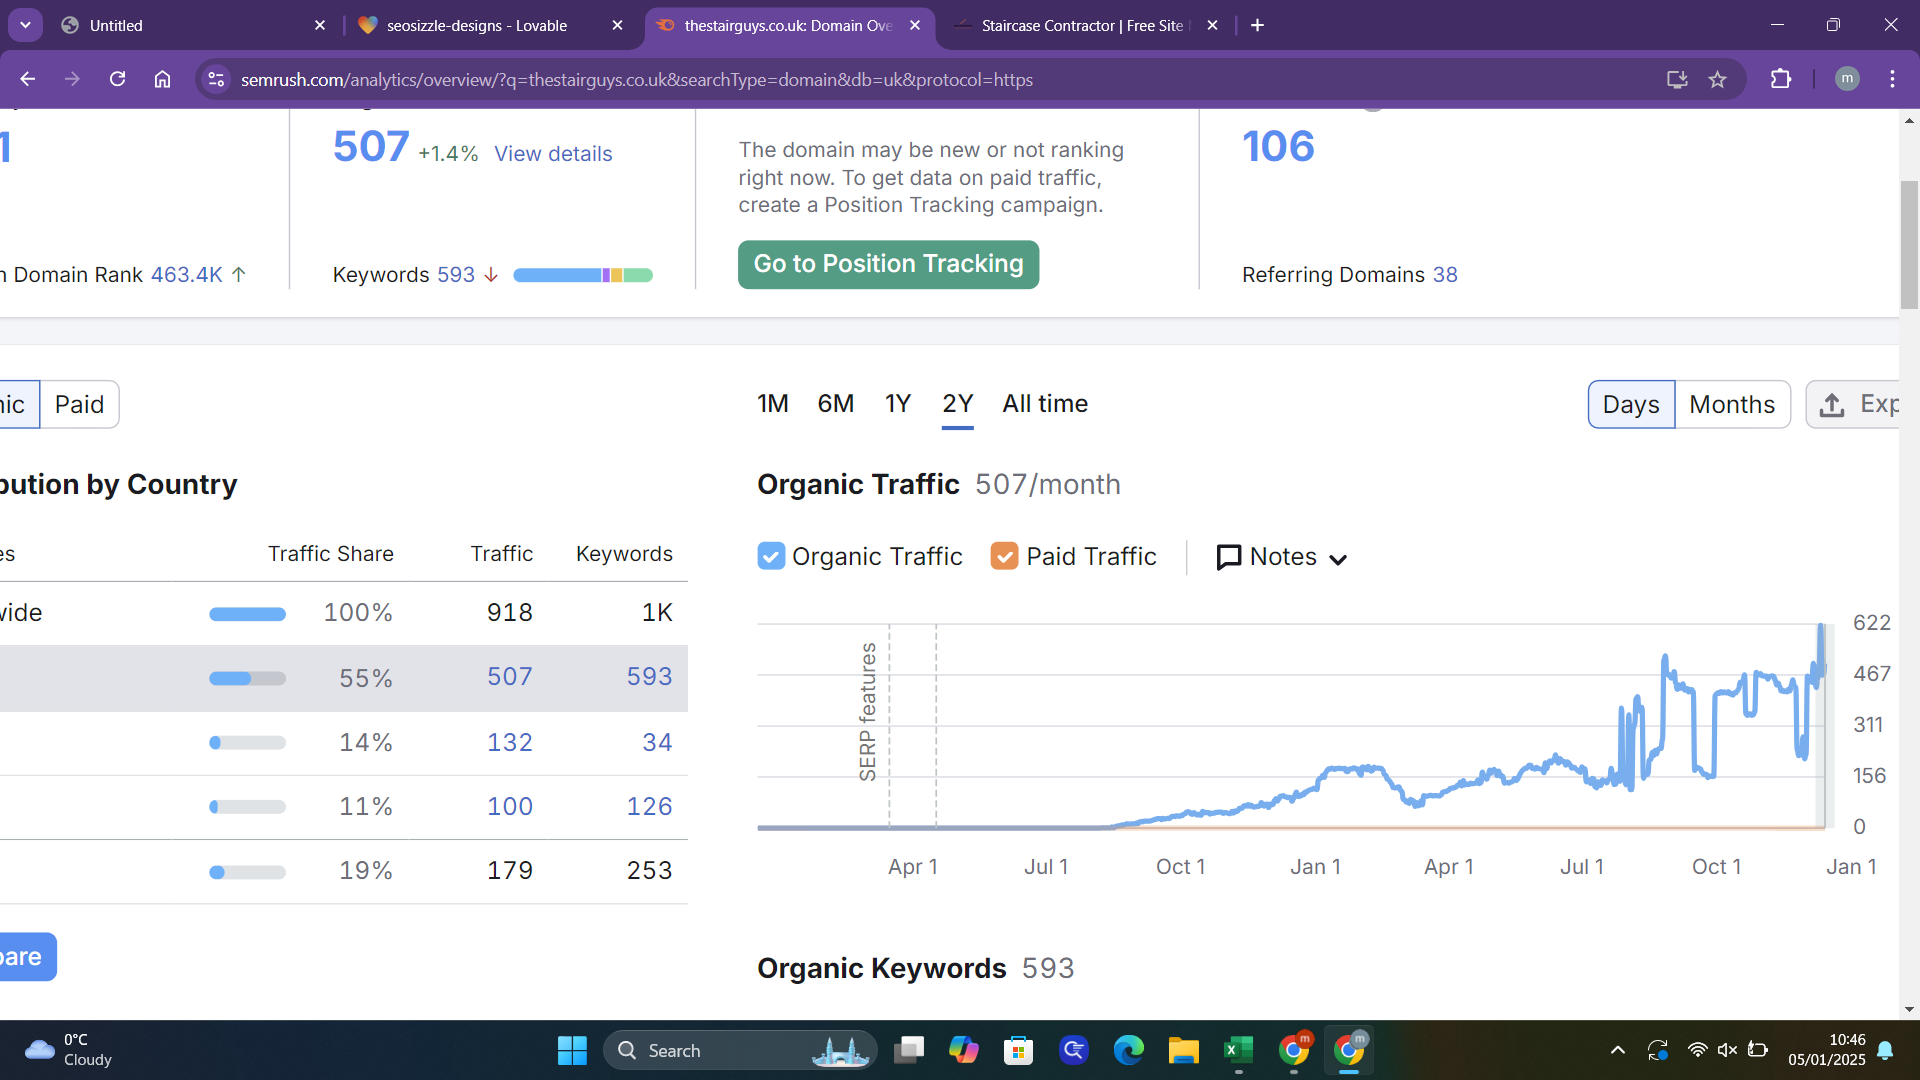 Untitled
seosizzle-designs - Lovable
thestairguys.co.uk: Domain Ove
Staircase Contractor | Free Site
semrush.com/analytics/overview/?q=thestairguys.co.uk&searchType=domain&db=uk&protocol=https
m
1
507 +1.4% View details
The domain may be new or not ranking
right now. To get data on paid traffic,
create a Position Tracking campaign.
106
Go to Position Tracking
n Domain Rank 463.4K ↑
Keywords 593 ↓
Referring Domains 38
nic
Paid
1M 6M 1Y 2Y All time
Days Months
Exp
bution by Country
Organic Traffic 507/month
es Traffic Share Traffic Keywords
Organic Traffic Paid Traffic Notes
wide 100% 918 1K
55% 507 593
14% 132 34
11% 100 126
19% 179 253
SERP features
622
467
311
156
0
Apr 1 Jul 1 Oct 1 Jan 1 Apr 1 Jul 1 Oct 1 Jan 1
pare
Organic Keywords 593
0°C
Cloudy
Search
m
m
10:46
05/01/2025